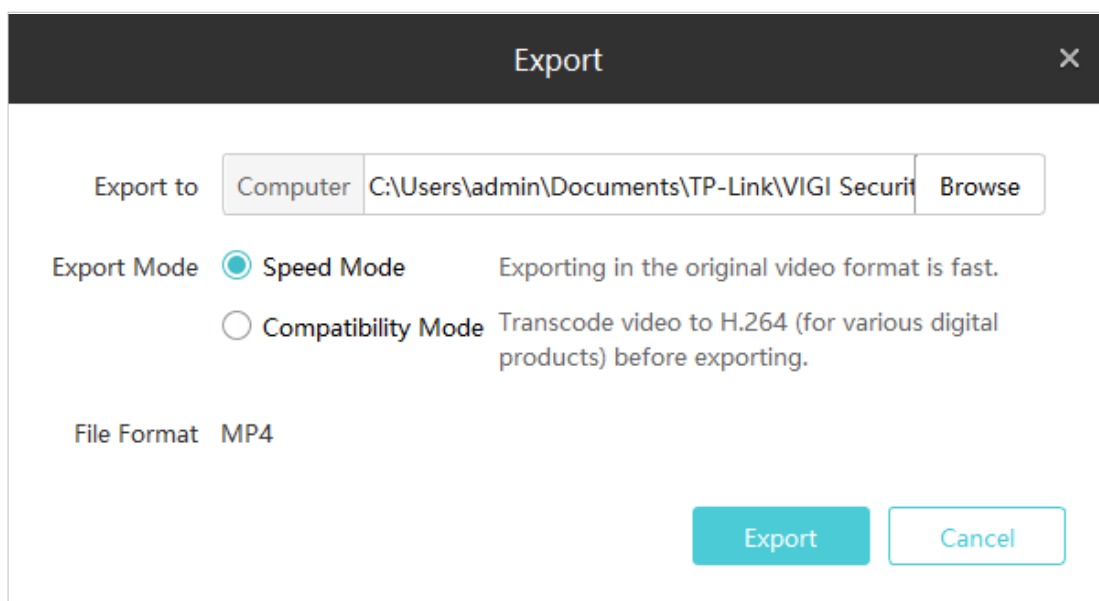 Export
Export to Computer C:\Users\admin\Documents\TP-Link\VIGI Securit Browse
Export Mode Speed Mode Exporting in the original video format is fast.
Compatibility Mode Transcode video to H.264 (for various digital
products) before exporting.
File Format MP4
Export Cancel